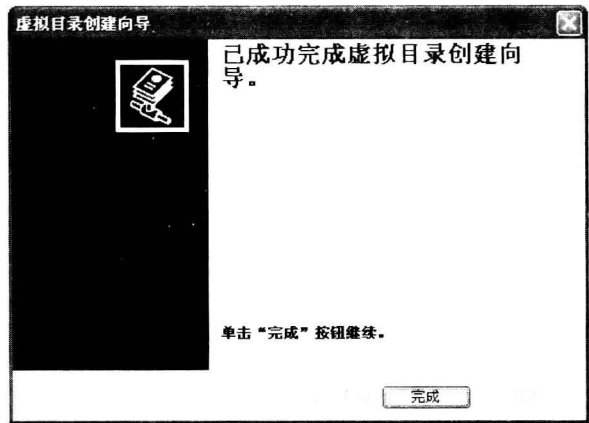 虚拟目录创建向导
已成功完成虚拟目录创建向
导。
单击“完成”按钮继续。
完成